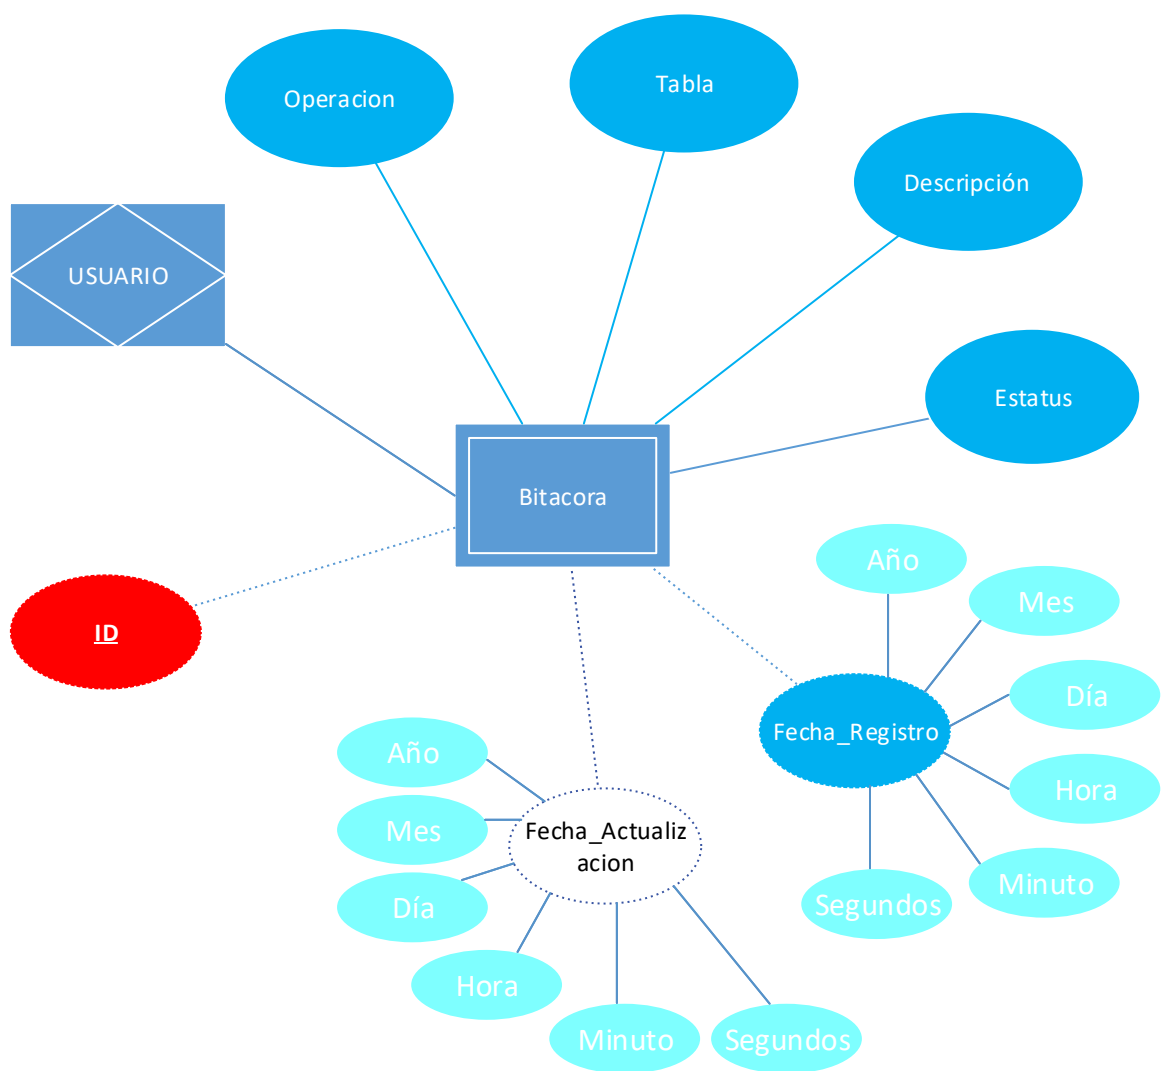 Operacion
Tabla
Descripción
USUARIO
Estatus
Bitacora
ID
Año
Mes
Día
Fecha_Registro
Hora
Minuto
Segundos
Año
Mes
Fecha_Actualiz
acion
Día
Hora
Minuto
Segundos